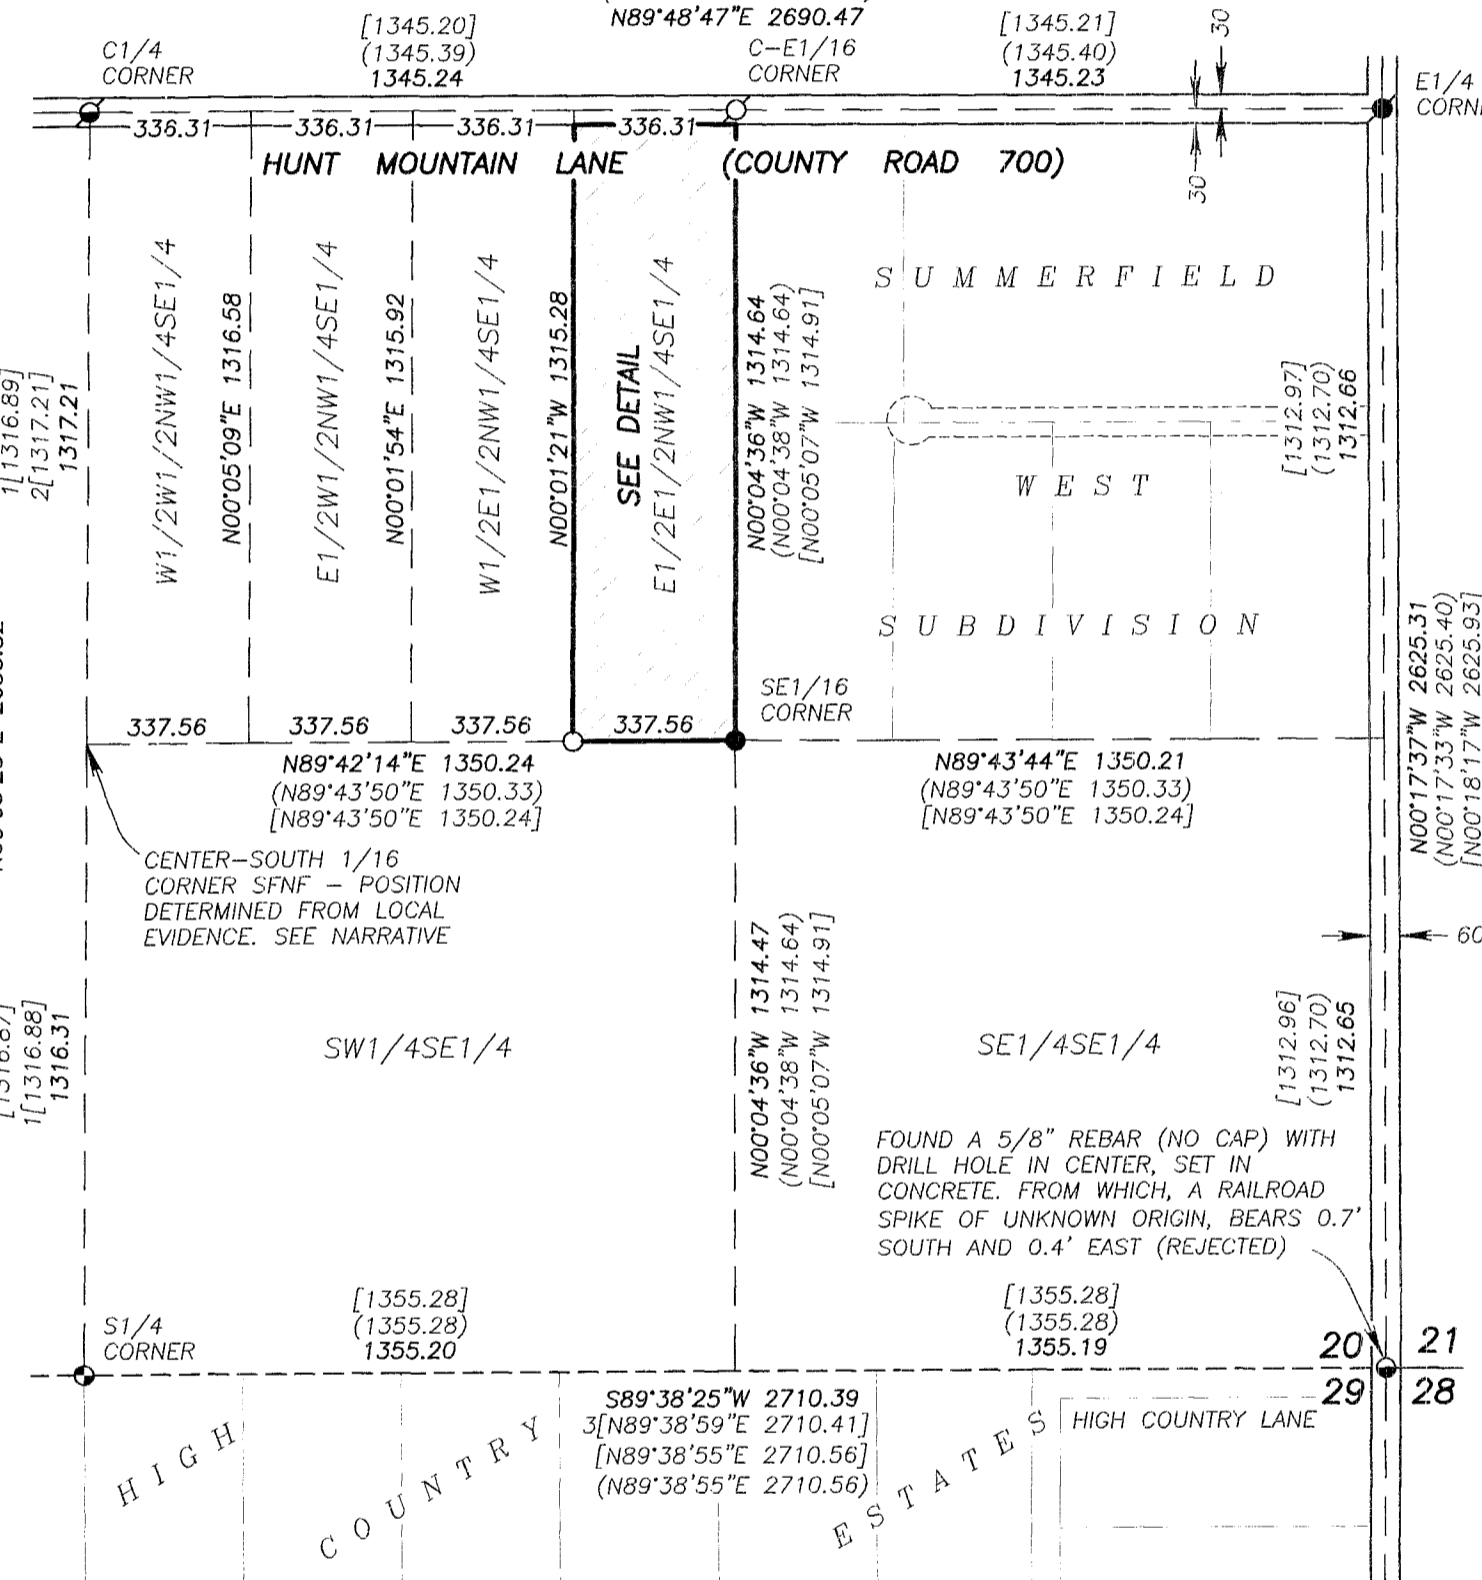 N89°48'47"E 2690.47
[1345.20]
(1345.39)
1345.24
[1345.21]
(1345.40)
1345.23
30
30
C1/4
CORNER
C-E1/16
CORNER
E1/4
336.31
336.31
336.31
336.31
HUNT MOUNTAIN LANE (COUNTY ROAD 700)
1[1316.89]
2[1317.21]
1317.21
W1/2W1/2NW1/4SE1/4
N00°05'09"E 1316.58
E1/2W1/2NW1/4SE1/4
N00°01'54"E 1315.92
W1/2E1/2NW1/4SE1/4
N00°01'21"W 1315.28
SEE DETAIL
E1/2E1/2NW1/4SE1/4
N00°04'36"W 1314.64
(N00°04'38"W 1314.64)
[N00°05'07"W 1314.91]
SUMMERFIELD
WEST
SUBDIVISION
[1312.97]
(1312.70)
1312.66
N00°17'37"W 2625.31
(N00°17'33"W 2625.40)
[N00°18'17"W 2625.93]
SE1/16
CORNER
337.56
337.56
337.56
337.56
N89°42'14"E 1350.24
(N89°43'50"E 1350.33)
[N89°43'50"E 1350.24]
N89°43'44"E 1350.21
(N89°43'50"E 1350.33)
[N89°43'50"E 1350.24]
CENTER-SOUTH 1/16
CORNER SFNF - POSITION
DETERMINED FROM LOCAL
EVIDENCE. SEE NARRATIVE
60
1[1316.88]
1316.31
SW1/4SE1/4
N00°04'36"W 1314.47
(N00°04'38"W 1314.64)
[N00°05'07"W 1314.91]
SE1/4SE1/4
[1312.96]
(1312.70)
1312.65
FOUND A 5/8" REBAR (NO CAP) WITH
DRILL HOLE IN CENTER, SET IN
CONCRETE. FROM WHICH, A RAILROAD
SPIKE OF UNKNOWN ORIGIN, BEARS 0.7'
SOUTH AND 0.4' EAST (REJECTED)
S1/4
CORNER
[1355.28]
(1355.28)
1355.20
[1355.28]
(1355.28)
1355.19
20 21
29 28
S89°38'25"W 2710.39
3[N89°38'59"E 2710.41]
[N89°38'55"E 2710.56]
(N89°38'55"E 2710.56)
HIGH COUNTRY LANE
HIGH COUNTRY ESTATES